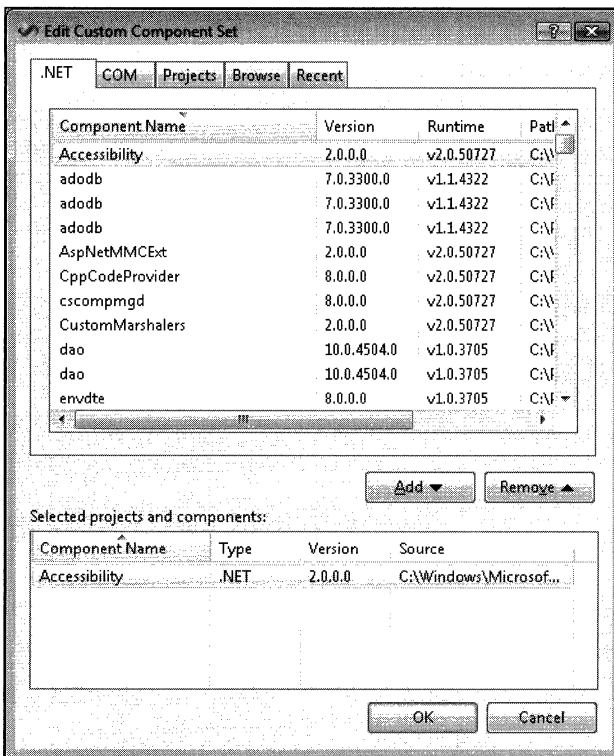 Edit Custom Component Set
.NET COM Projects Browse Recent
Component Name Version Runtime Patl
Accessibility 2.0.0.0 v2.0.50727 C:\\
adodb 7.0.3300.0 v1.1.4322 C:\F
adodb 7.0.3300.0 v1.1.4322 C:\F
adodb 7.0.3300.0 v1.1.4322 C:\F
AspNetMMCExt 2.0.0.0 v2.0.50727 C:\\
CppCodeProvider 8.0.0.0 v2.0.50727 C:\F
cscompmgd 8.0.0.0 v2.0.50727 C:\\
CustomMarshalers 2.0.0.0 v2.0.50727 C:\\
dao 10.0.4504.0 v1.0.3705 C:\F
dao 10.0.4504.0 v1.0.3705 C:\F
envdte 8.0.0.0 v1.0.3705 C:\F
Add Remove
Selected projects and components:
Component Name Type Version Source
Accessibility .NET 2.0.0.0 C:\Windows\Microsof...
OK Cancel